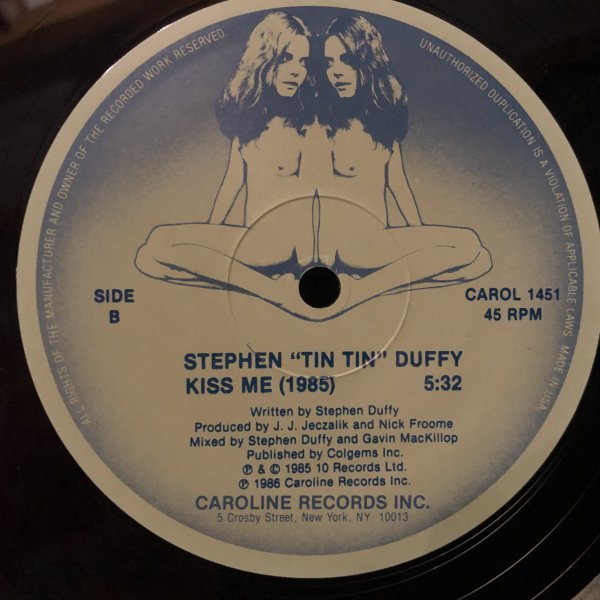 ALL RIGHTS OF THE MANUFACTURER AND OWNER OF THE RECORDED WORK RESERVED.
UNAUTHORIZED DUPLICATION IS A VIOLATION OF APPLICABLE LAWS. MADE IN USA
SIDE
B
CAROL 1451
45 RPM
STEPHEN “TIN TIN” DUFFY
KISS ME (1985) 5:32
Written by Stephen Duffy
Produced by J. J. Jeczalik and Nick Froome
Mixed by Stephen Duffy and Gavin MacKillop
Published by Colgems Inc.
℗ & © 1985 10 Records Ltd.
℗ 1986 Caroline Records Inc.
CAROLINE RECORDS INC.
5 Crosby Street, New York, NY 10013